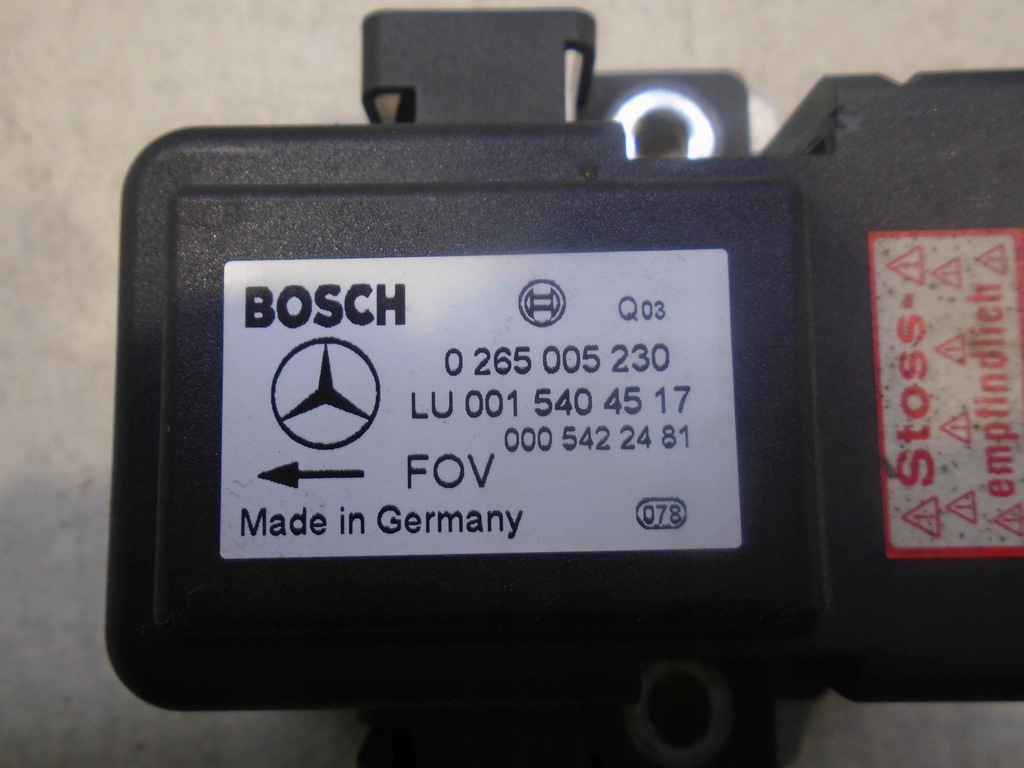 BOSCH
Q03
0 265 005 230
LU 001 540 45 17
000 542 24 81
FOV
Made in Germany
078
Stoss-
empfindlich